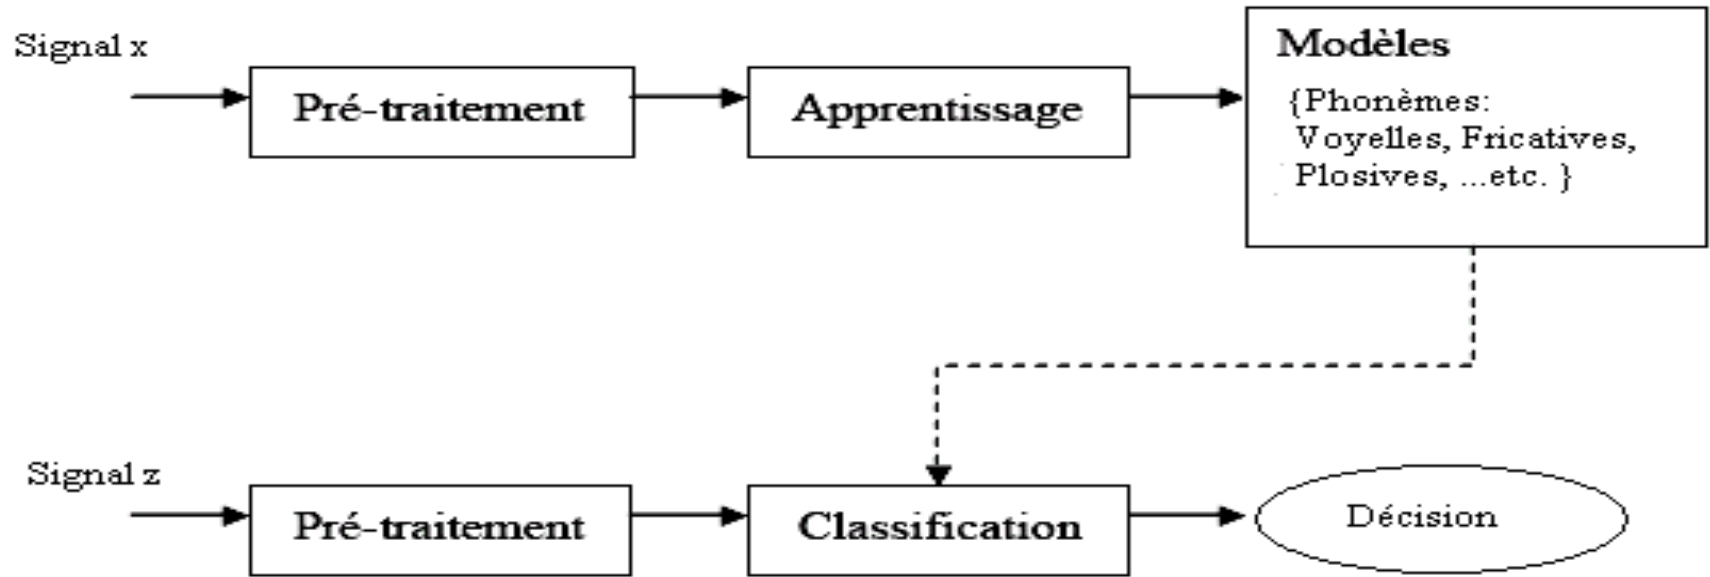 Signal x
Pré-traitement
Apprentissage
Modèles
{Phonèmes:
Voyelles, Fricatives,
Plosives, ...etc. }
Signal z
Pré-traitement
Classification
Décision